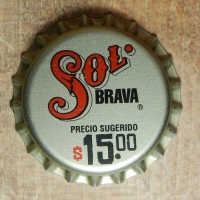 Sol.
BRAVA ®
PRECIO SUGERIDO
$15.00